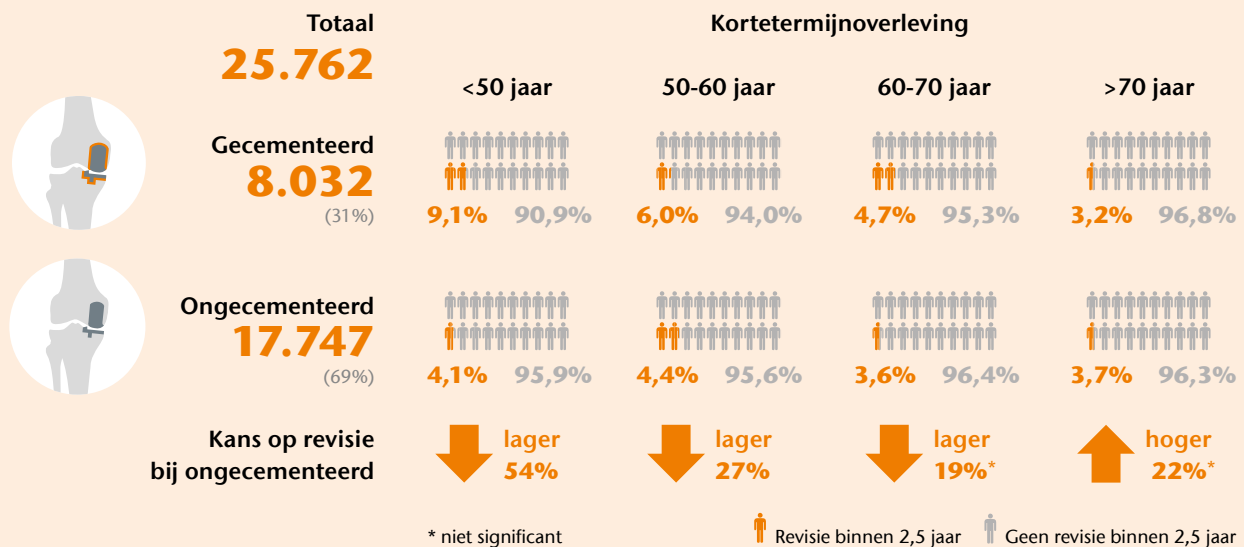 Totaal
25.762
Kortetermijnoverleving
<50 jaar
50-60 jaar
60-70 jaar
>70 jaar
Gecementeerd
8.032
(31%)
9,1% 90,9%
6,0% 94,0%
4,7% 95,3%
3,2% 96,8%
Ongecementeerd
17.747
(69%)
4,1% 95,9%
4,4% 95,6%
3,6% 96,4%
3,7% 96,3%
Kans op revisie
bij ongecementeerd
lager
54%
lager
27%
lager
19%*
hoger
22%*
* niet significant
Revisie binnen 2,5 jaar
Geen revisie binnen 2,5 jaar